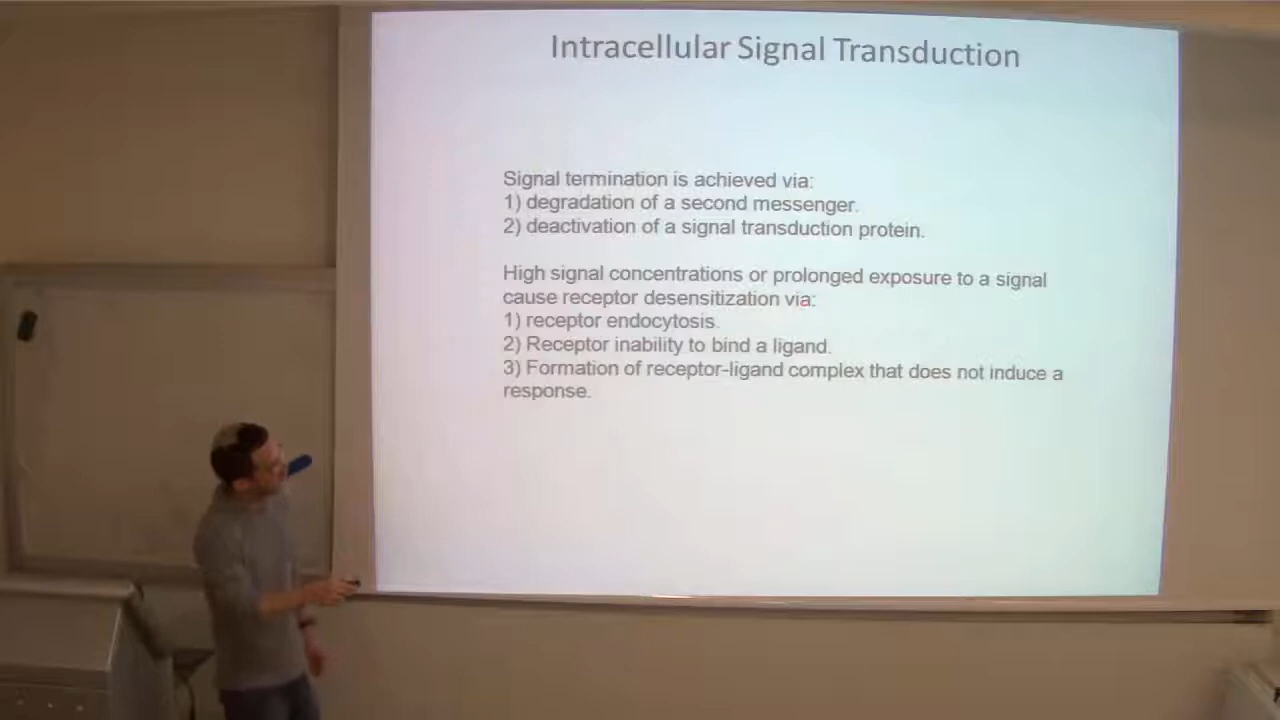 Intracellular Signal Transduction
Signal termination is achieved via:
1) degradation of a second messenger.
2) deactivation of a signal transduction protein.
High signal concentrations or prolonged exposure to a signal
cause receptor desensitization via:
1) receptor endocytosis.
2) Receptor inability to bind a ligand.
3) Formation of receptor-ligand complex that does not induce a
response.